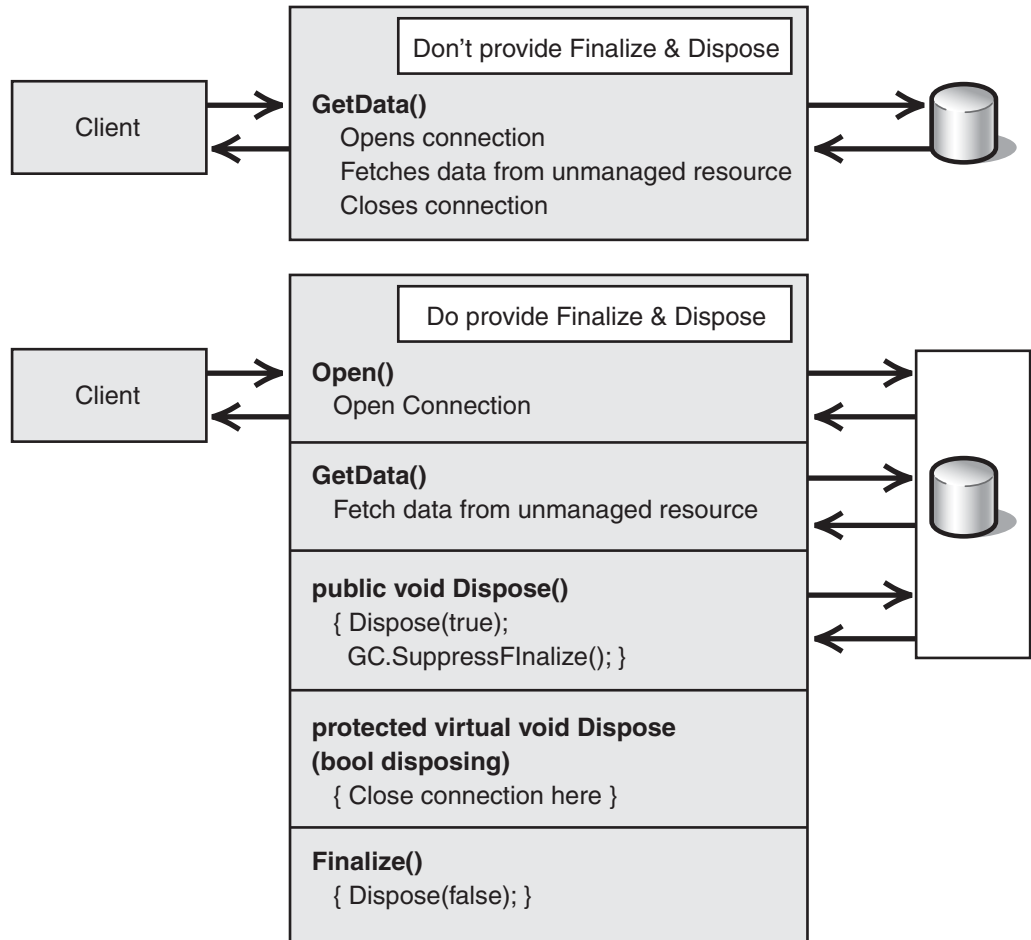 Don't provide Finalize & Dispose
Client
GetData()
Opens connection
Fetches data from unmanaged resource
Closes connection
Do provide Finalize & Dispose
Client
Open()
Open Connection
GetData()
Fetch data from unmanaged resource
public void Dispose()
{ Dispose(true);
GC.SuppressFInalize(); }
protected virtual void Dispose
(bool disposing)
{ Close connection here }
Finalize()
{ Dispose(false); }